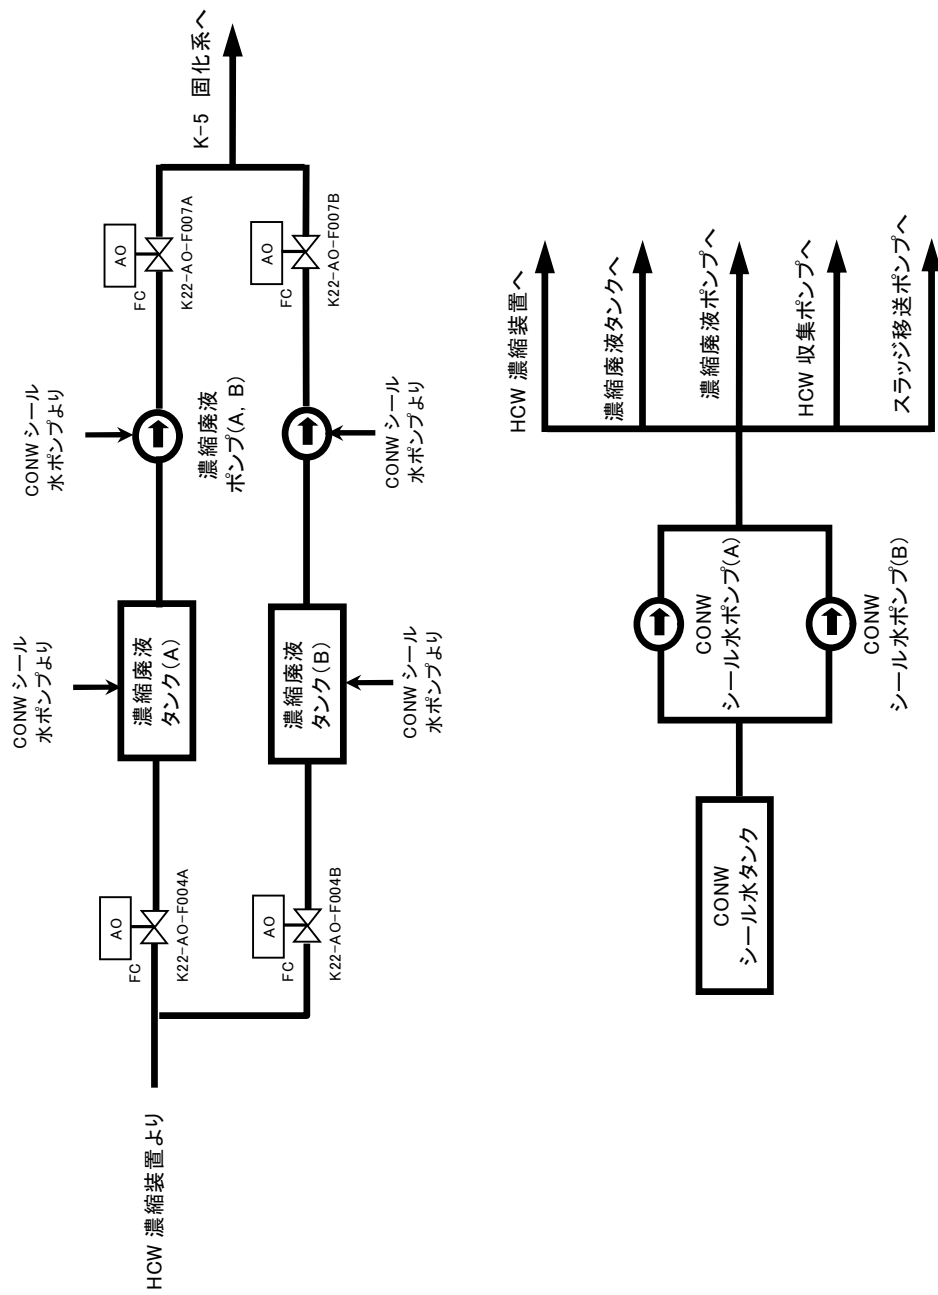 HCW 濃縮装置より
AO
FC
K22-AO-F004A
AO
FC
K22-AO-F004B
CONW シール
水ポンプより
濃縮廃液
タンク(A)
濃縮廃液
タンク(B)
CONW シール
水ポンプより
CONW シール
水ポンプより
濃縮廃液
ポンプ(A, B)
CONW シール
水ポンプより
AO
FC
K22-AO-F007A
AO
FC
K22-AO-F007B
K-5 固化系へ
CONW
シール水タンク
CONW
シール水ポンプ(A)
CONW
シール水ポンプ(B)
HCW 濃縮装置へ
濃縮廃液タンクへ
濃縮廃液ポンプへ
HCW 収集ポンプへ
スラッジ移送ポンプへ